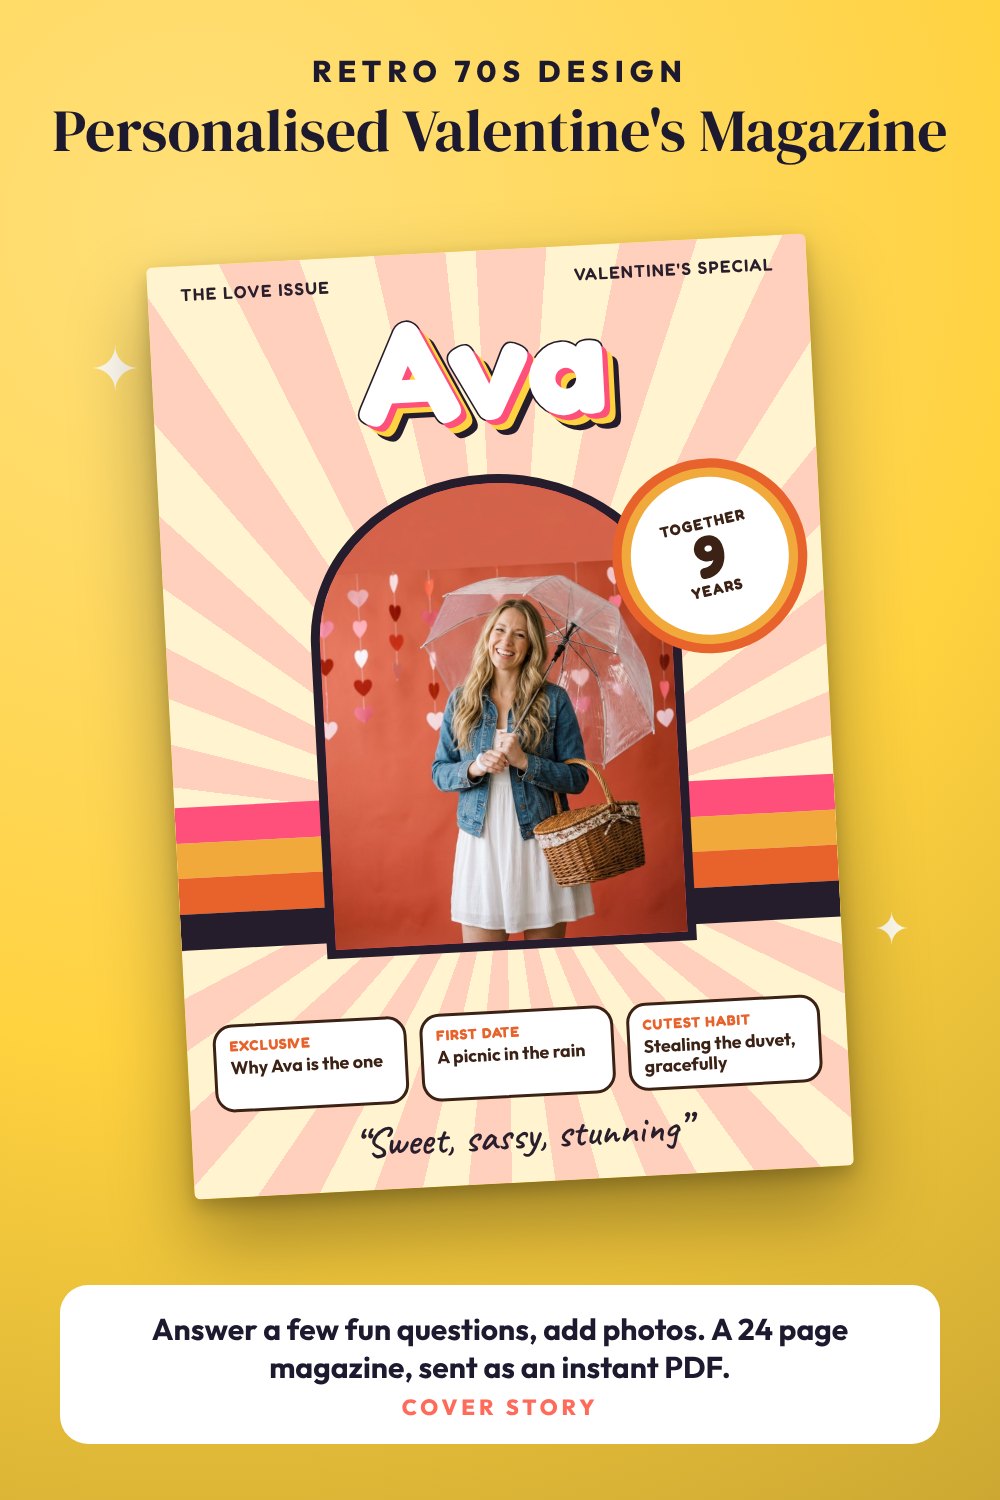 RETRO 70S DESIGN
Personalised Valentine's Magazine
THE LOVE ISSUE
VALENTINE'S SPECIAL
Ava
TOGETHER
9
YEARS
EXCLUSIVE
Why Ava is the one
FIRST DATE
A picnic in the rain
CUTEST HABIT
Stealing the duvet,
gracefully
“Sweet, sassy, stunning”
Answer a few fun questions, add photos. A 24 page
magazine, sent as an instant PDF.
COVER STORY